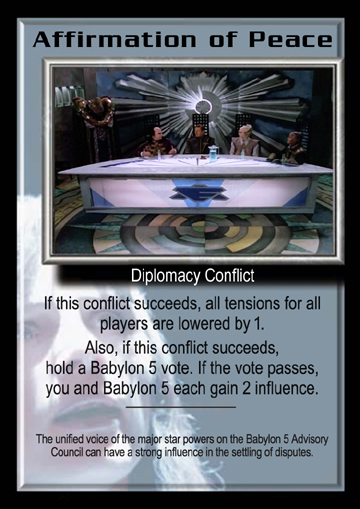 Affirmation of Peace
Diplomacy Conflict
If this conflict succeeds, all tensions for all
players are lowered by 1.
Also, if this conflict succeeds,
hold a Babylon 5 vote. If the vote passes,
you and Babylon 5 each gain 2 influence.
The unified voice of the major star powers on the Babylon 5 Advisory
Council can have a strong influence in the settling of disputes.